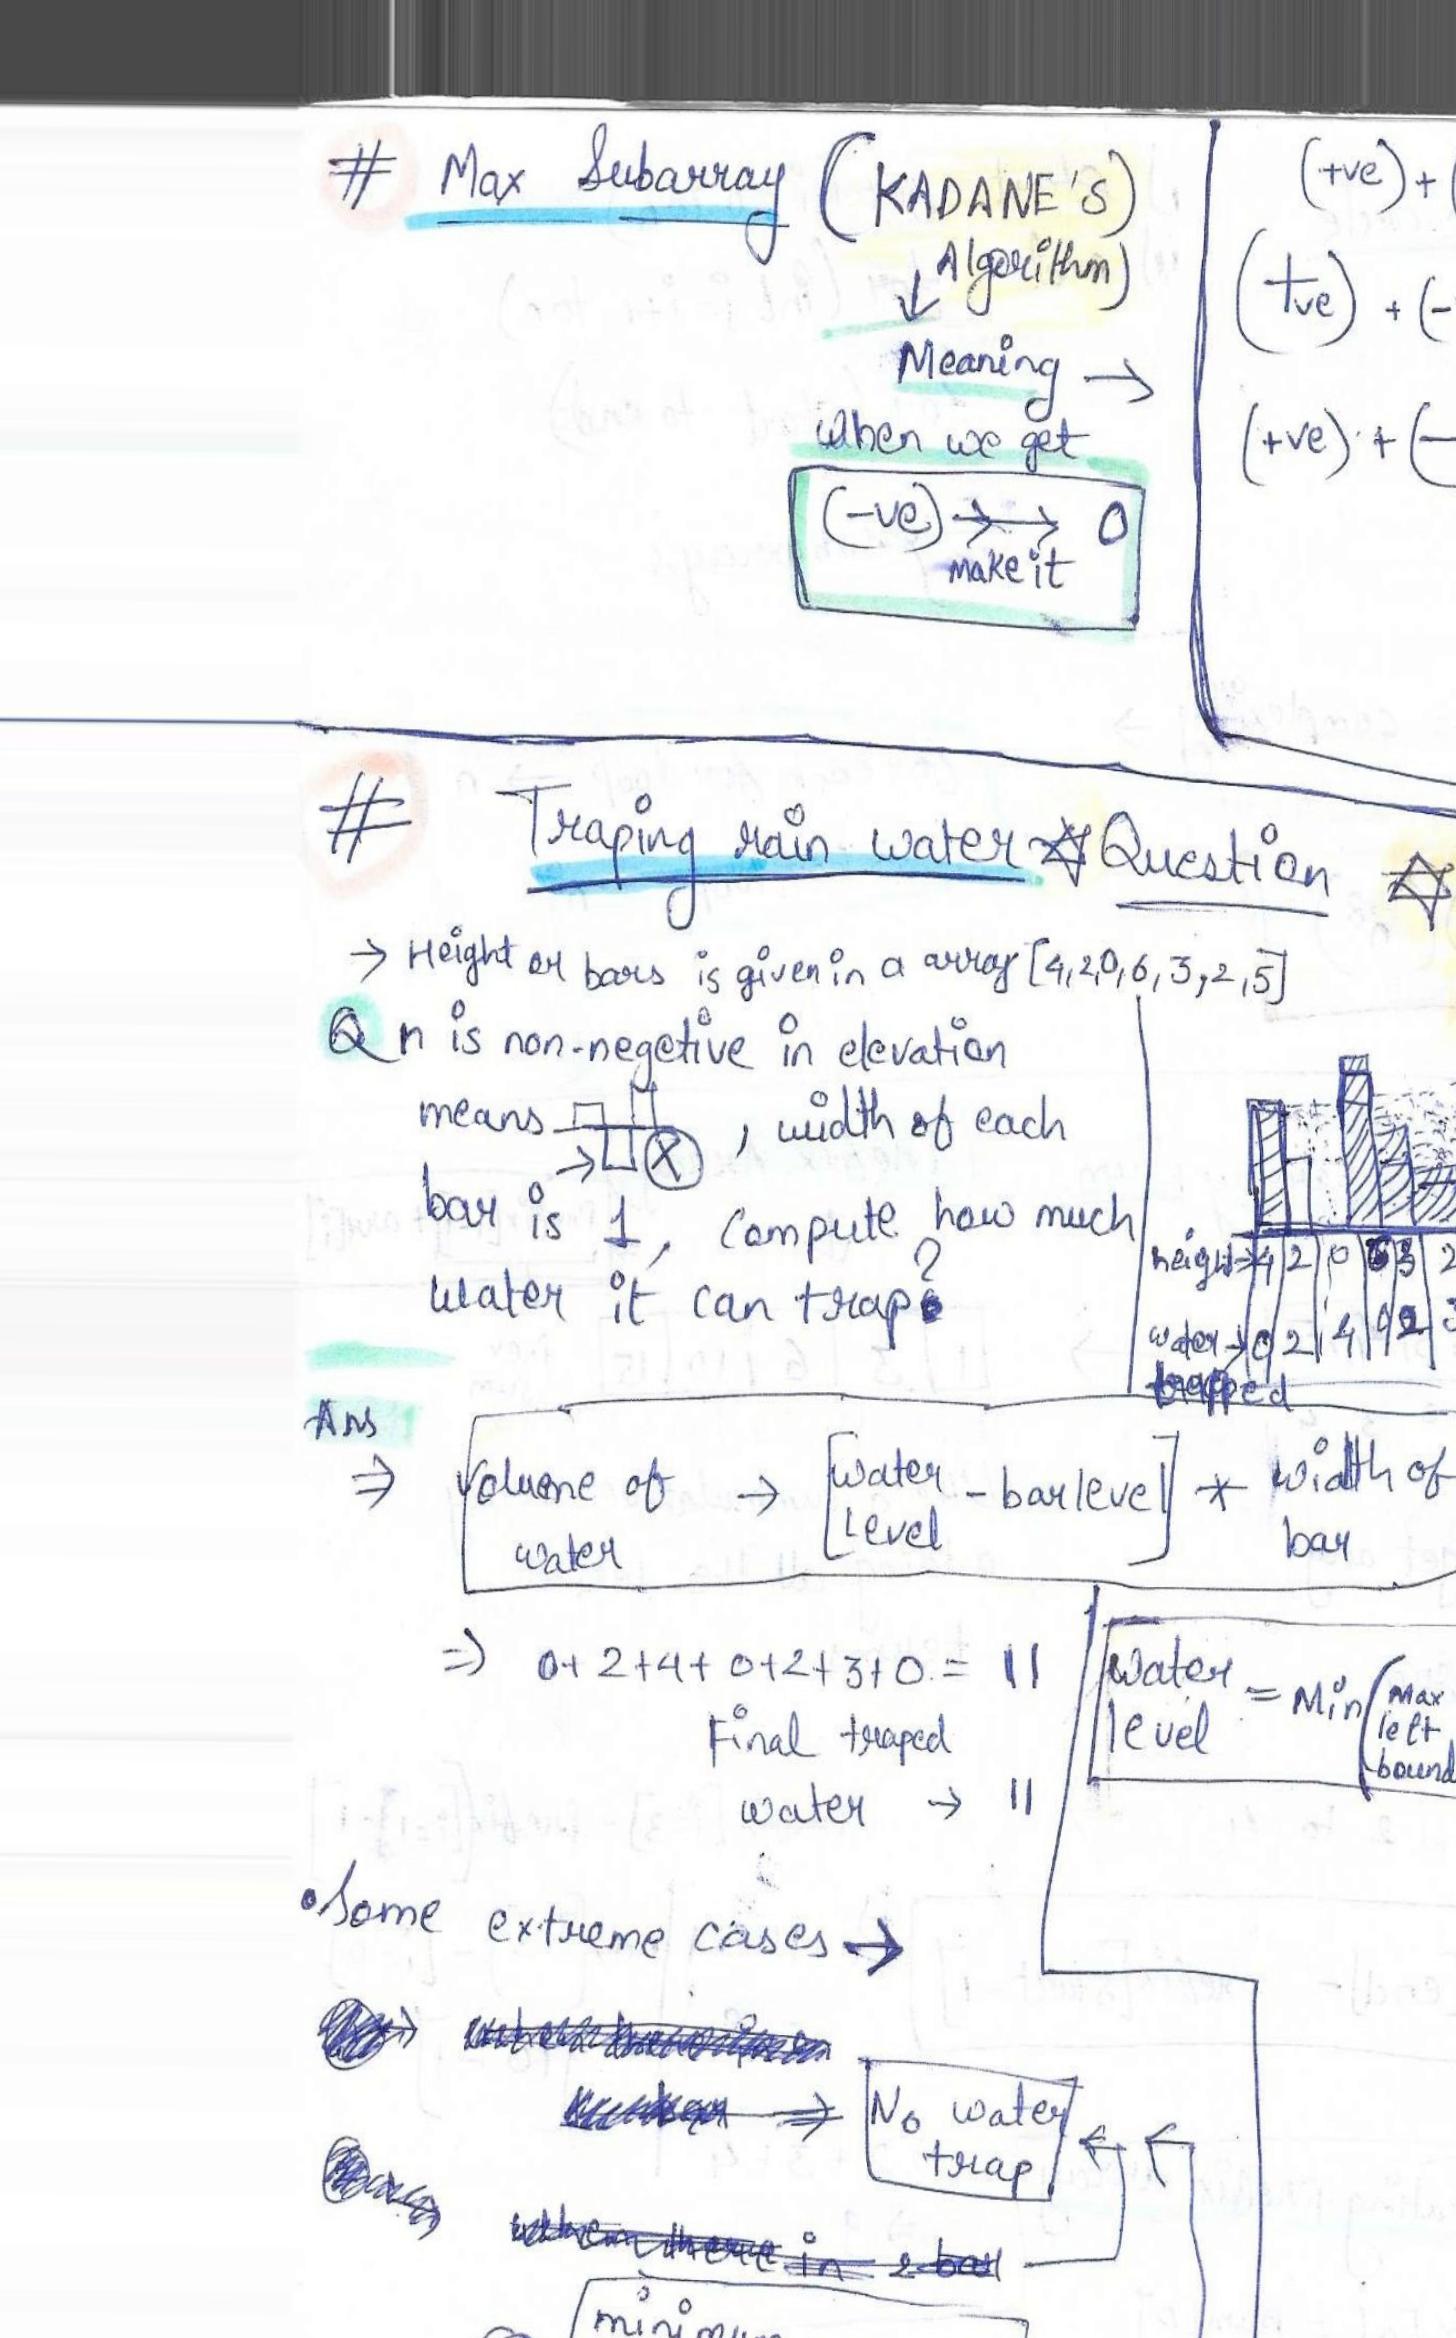 # Max Subarray (KADANE'S
Algorithm)
↓
Meaning →
when we get
(-ve) →→ 0
make it
(+ve) + (
(+ve) + (-
(+ve) + (-
# Traping rain water ☆ Question ☆
→ Height or bars is given in a array [4,2,0,6,3,2,5]
Q n is non-negetive in elevation
means , width of each
bar is 1, compute how much
water it can trap?
height → 4 | 2 | 0 | 6 | 3 | 2
water → 0 | 2 | 4 | 0 | 2 | 3
trapped
Ans
⇒ Volume of water → [water level - bar level] * width of bar
⇒ 0+2+4+0+2+3+0 = 11
Final traped
water → 11
water level = Min (Max left bound
• Some extreme cases →
⇒ No water
trap
when there in 2 bar
minimum